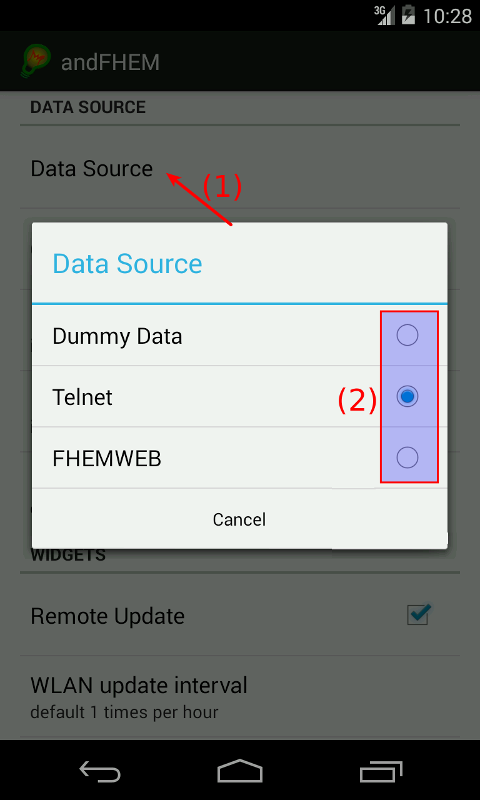 3G 10:28
andFHEM
DATA SOURCE
Data Source
(1)
Data Source
Dummy Data
Telnet
(2)
FHEMWEB
Cancel
WIDGETS
Remote Update
WLAN update interval
default 1 times per hour